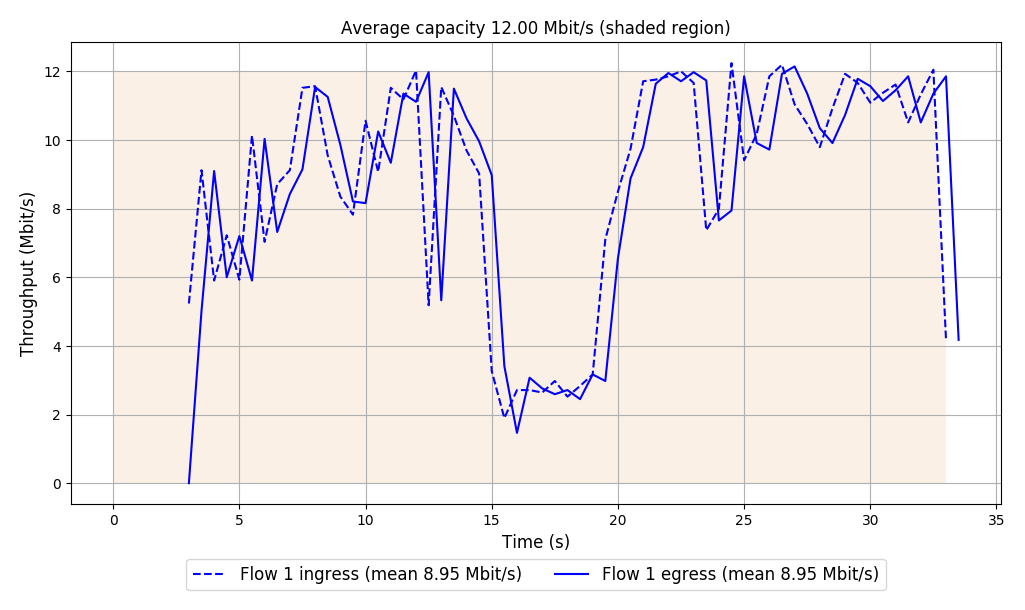 Average capacity 12.00 Mbit/s (shaded region)
Throughput (Mbit/s)
12
10
8
6
4
2
0
0 5 10 15 20 25 30 35
Time (s)
Flow 1 ingress (mean 8.95 Mbit/s) Flow 1 egress (mean 8.95 Mbit/s)